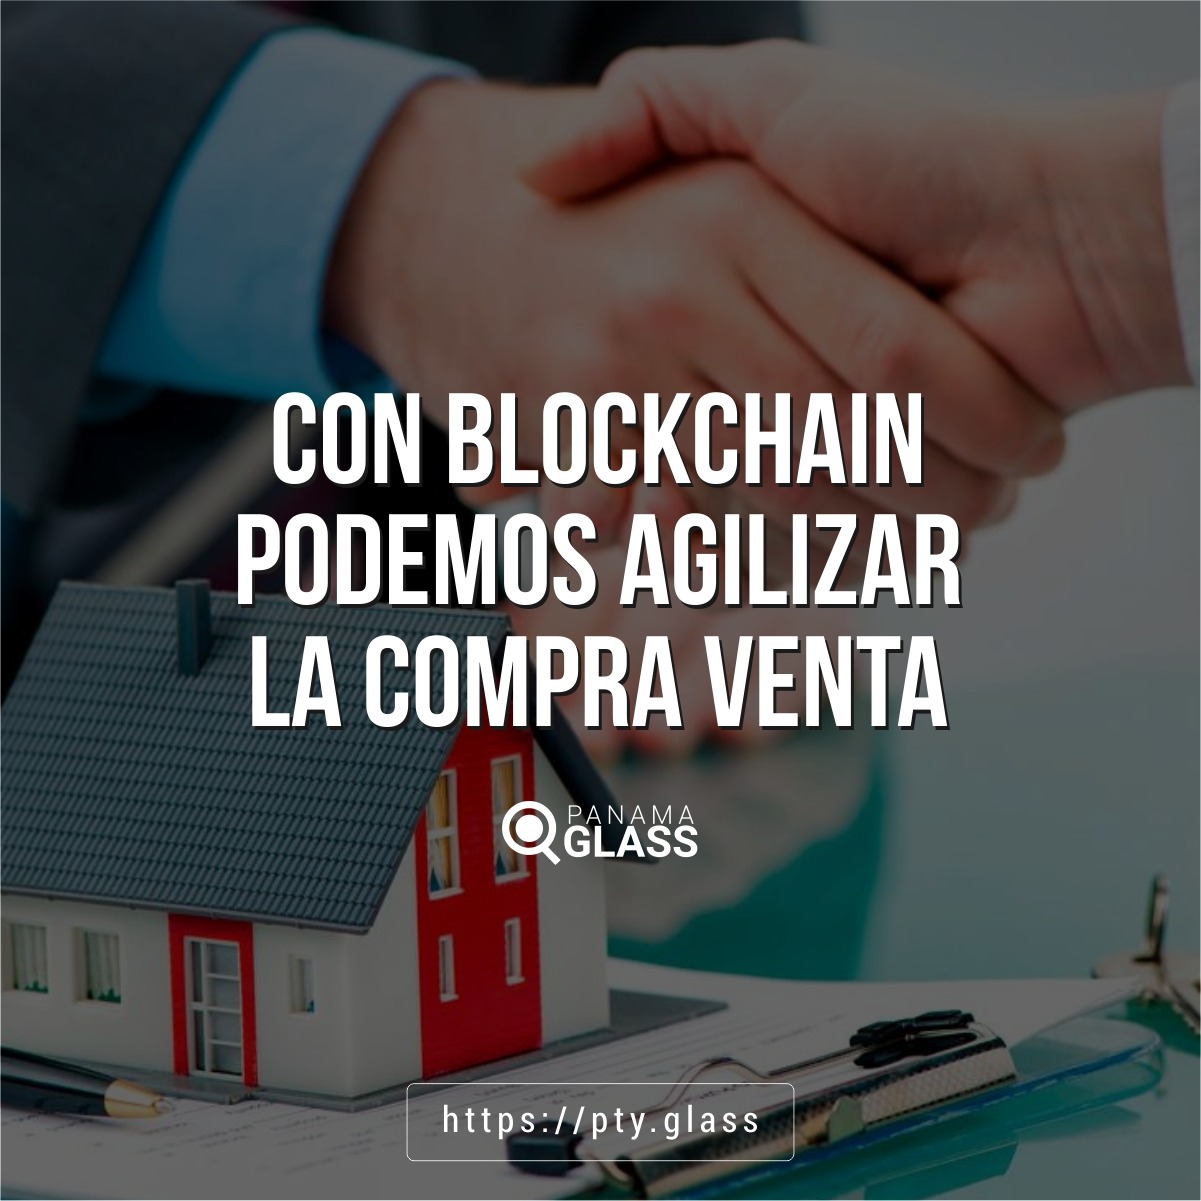 CON BLOCKCHAIN
PODEMOS AGILIZAR
LA COMPRA VENTA
PANAMA
GLASS
https://pty.glass